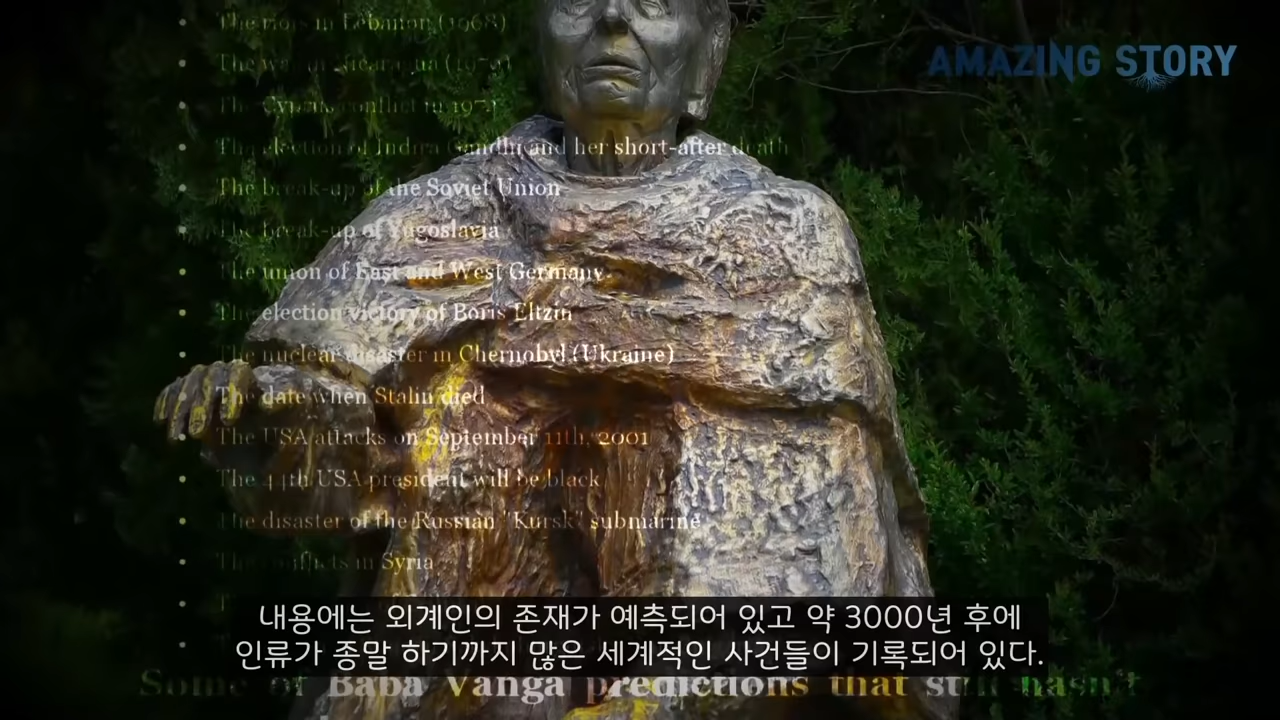 The riots in Lebanon (1968)
AMAZING STORY
The war in Nicaragua (1979)
The Cyprus conflict in 1974
The election of Indira Gandhi and her short-after death
The break-up of the Soviet Union
The break-up of Yugoslavia
The union of East and West Germany
The election victory of Boris Eltzin
The nuclear disaster in Chernobyl (Ukraine)
The date when Stalin died
The USA attacks on September 11th, 2001
The 44th USA president will be black
The disaster of the Russian "Kursk" submarine
The conflicts in Syria
내용에는 외계인의 존재가 예측되어 있고 약 3000년 후에
인류가 종말 하기까지 많은 세계적인 사건들이 기록되어 있다.
Some of Baba Vanga predictions that still hasn't